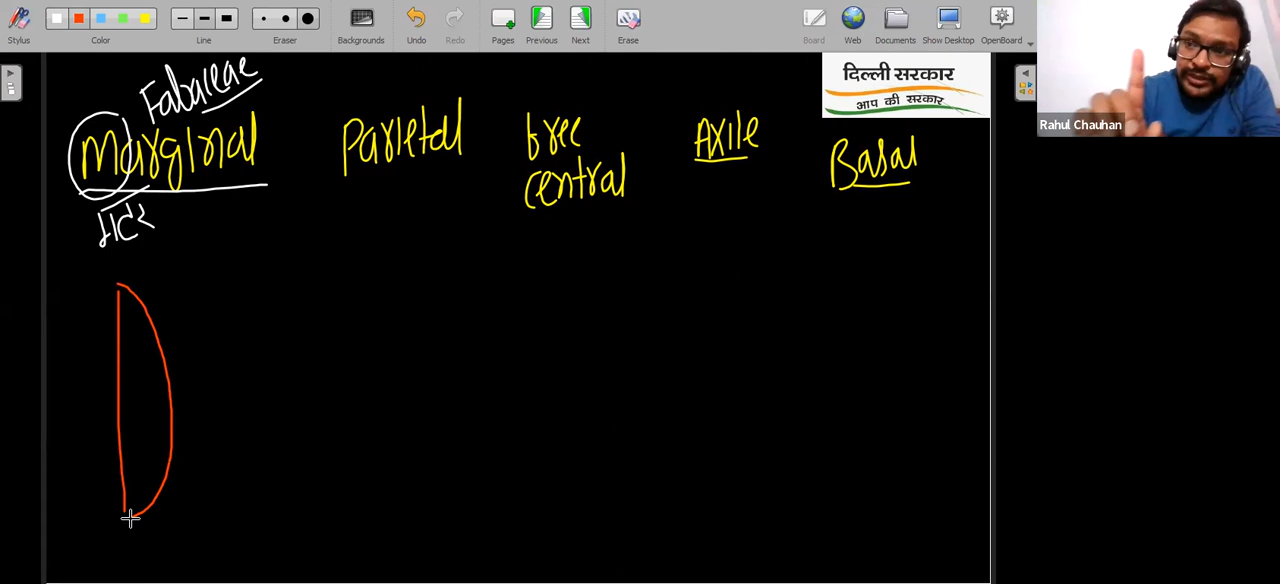 Stylus
Color
Line
Eraser
Backgrounds
Undo
Redo
Pages
Previous
Next
Erase
Board
Web
Documents
Show Desktop
OpenBoard
Rahul Chauhan
दिल्ली सरकार
आप की सरकार
Fabaceae
Marginal
Parietal
free
central
Axile
Basal